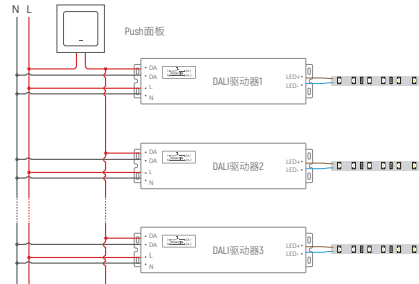 N L
Push面板
DA
DA
L
N
DALI驱动器1
LED+
LED-
DA
DA
L
N
DALI驱动器2
LED+
LED-
DA
DA
L
N
DALI驱动器3
LED+
LED-